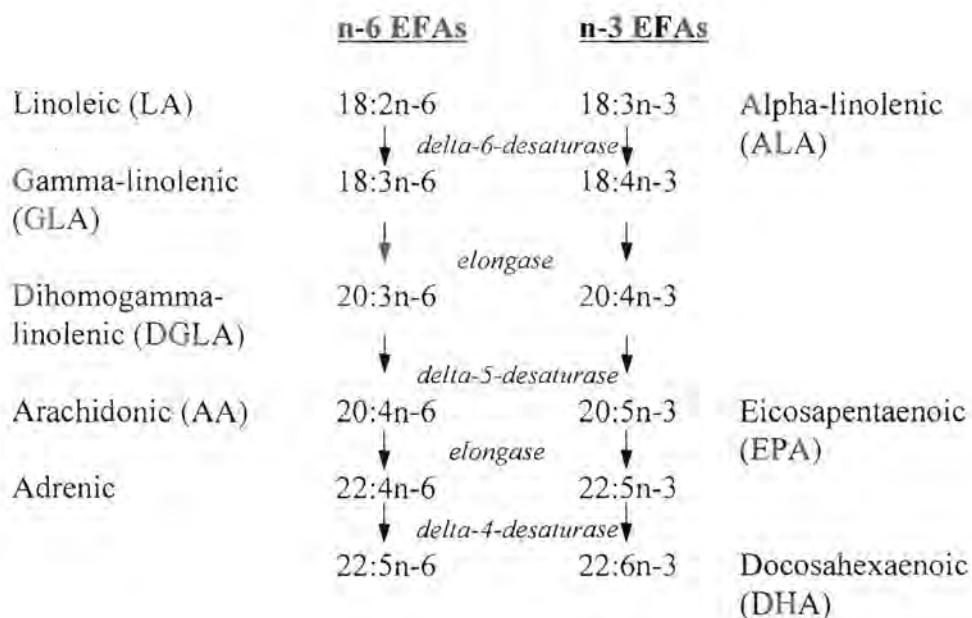 n-6 EFAs n-3 EFAs
Linoleic (LA) 18:2n-6 18:3n-3 Alpha-linolenic
delta-6-desaturase (ALA)
Gamma-linolenic 18:3n-6 18:4n-3
(GLA)
elongase
Dihomogamma- 20:3n-6 20:4n-3
linolenic (DGLA)
delta-5-desaturase
Arachidonic (AA) 20:4n-6 20:5n-3 Eicosapentaenoic
elongase (EPA)
Adrenic 22:4n-6 22:5n-3
delta-4-desaturase
22:5n-6 22:6n-3 Docosahexaenoic
(DHA)